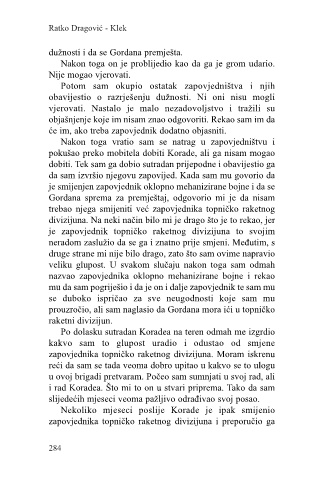 Ratko Dragović - Klek
dužnosti i da se Gordana premješta.
Nakon toga on je problijedio kao da ga je grom udario.
Nije mogao vjerovati.
Potom sam okupio ostatak zapovjedništva i njih
obavijestio o razrješenju dužnosti. Ni oni nisu mogli
vjerovati. Nastalo je malo nezadovoljstvo i tražili su
objašnjenje koje im nisam znao odgovoriti. Rekao sam im da
će im, ako treba zapovjednik dodatno objasniti.
Nakon toga vratio sam se natrag u zapovjedništvu i
pokušao preko mobitela dobiti Korade, ali ga nisam mogao
dobiti. Tek sam ga dobio sutradan prijepodne i obavijestio ga
da sam izvršio njegovu zapovijed. Kada sam mu govorio da
je smijenjen zapovjednik oklopno mehanizirane bojne i da se
Gordana sprema za premještaj, odgovorio mi je da nisam
trebao njega smijeniti već zapovjednika topničko raketnog
divizijuna. Na neki način bilo mi je drago što je to rekao, jer
je zapovjednik topničko raketnog divizijuna to svojim
neradom zaslužio da se ga i znatno prije smjeni. Međutim, s
druge strane mi nije bilo drago, zato što sam ovime napravio
veliku glupost. U svakom slučaju nakon toga sam odmah
nazvao zapovjednika oklopno mehanizirane bojne i rekao
mu da sam pogriješio i da je on i dalje zapovjednik te sam mu
se duboko ispričao za sve neugodnosti koje sam mu
prouzročio, ali sam naglasio da Gordana mora ići u topničko
raketni divizijun.
Po dolasku sutradan Koradea na teren odmah me izgrdio
kakvo sam to glupost uradio i odustao od smjene
zapovjednika topničko raketnog divizijuna. Moram iskrenu
reći da sam se tada veoma dobro upitao u kakvo se to ulogu
u ovoj brigadi pretvaram. Počeo sam sumnjati u svoj rad, ali
i rad Koradea. Što mi to on u stvari priprema. Tako da sam
slijedećih mjeseci veoma pažljivo odrađivao svoj posao.
Nekoliko mjeseci poslije Korade je ipak smijenio
zapovjednika topničko raketnog divizijuna i preporučio ga
284